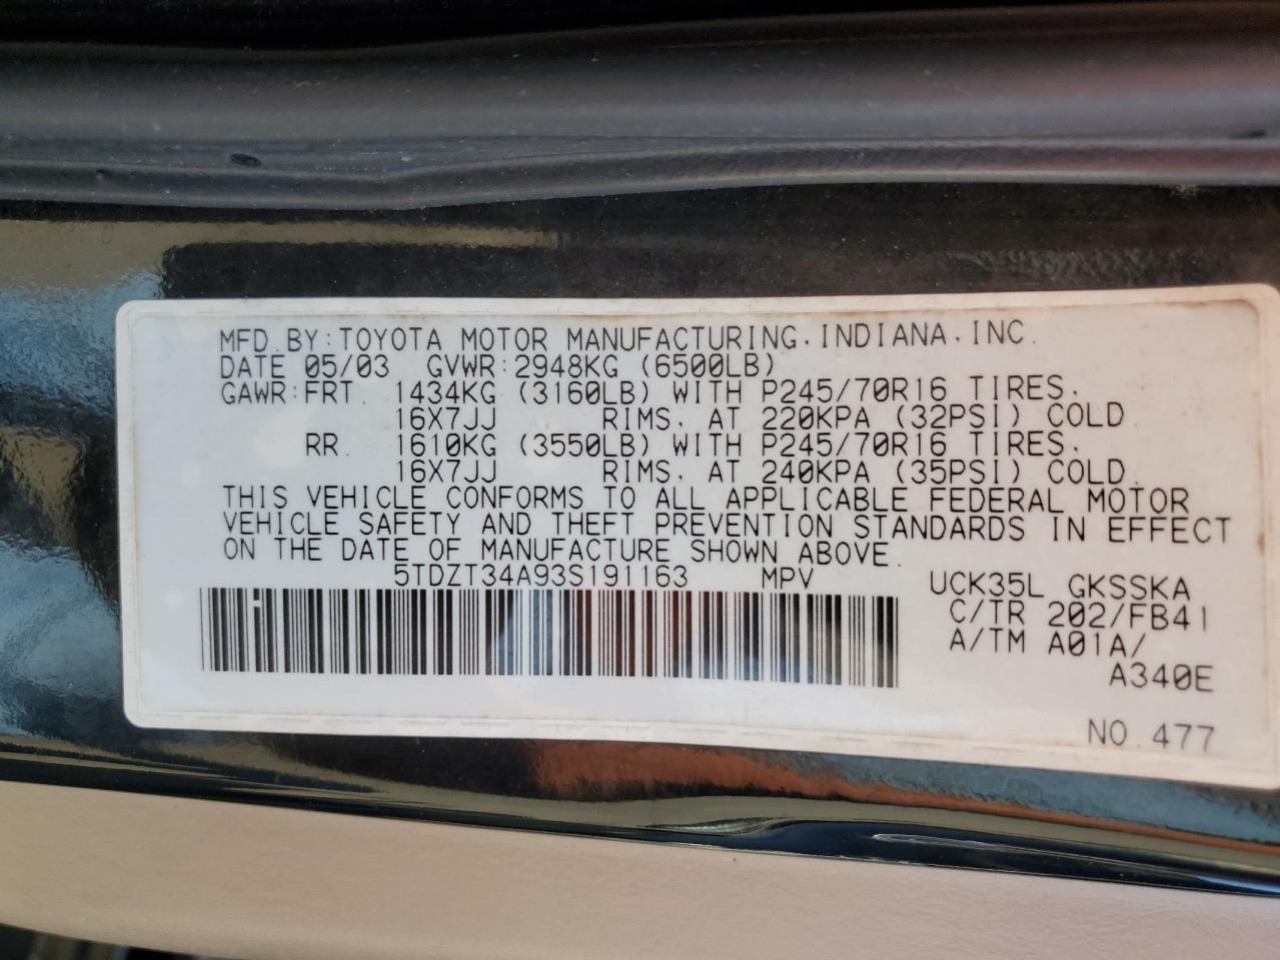 MFD.BY:TOYOTA MOTOR MANUFACTURING.INDIANA.INC.
DATE 05/03 GVWR:2948KG (6500LB)
GAWR:FRT. 1434KG (3160LB) WITH P245/70R16 TIRES.
16X7JJ RIMS. AT 220KPA (32PSI) COLD
RR. 1610KG (3550LB) WITH P245/70R16 TIRES.
16X7JJ RIMS. AT 240KPA (35PSI) COLD.
THIS VEHICLE CONFORMS TO ALL APPLICABLE FEDERAL MOTOR
VEHICLE SAFETY AND THEFT PREVENTION STANDARDS IN EFFECT
ON THE DATE OF MANUFACTURE SHOWN ABOVE.
5TDZT34A93S191163 MPV UCK35L GKSSKA
C/TR 202/FB41
A/TM A01A/
A340E
NO.477